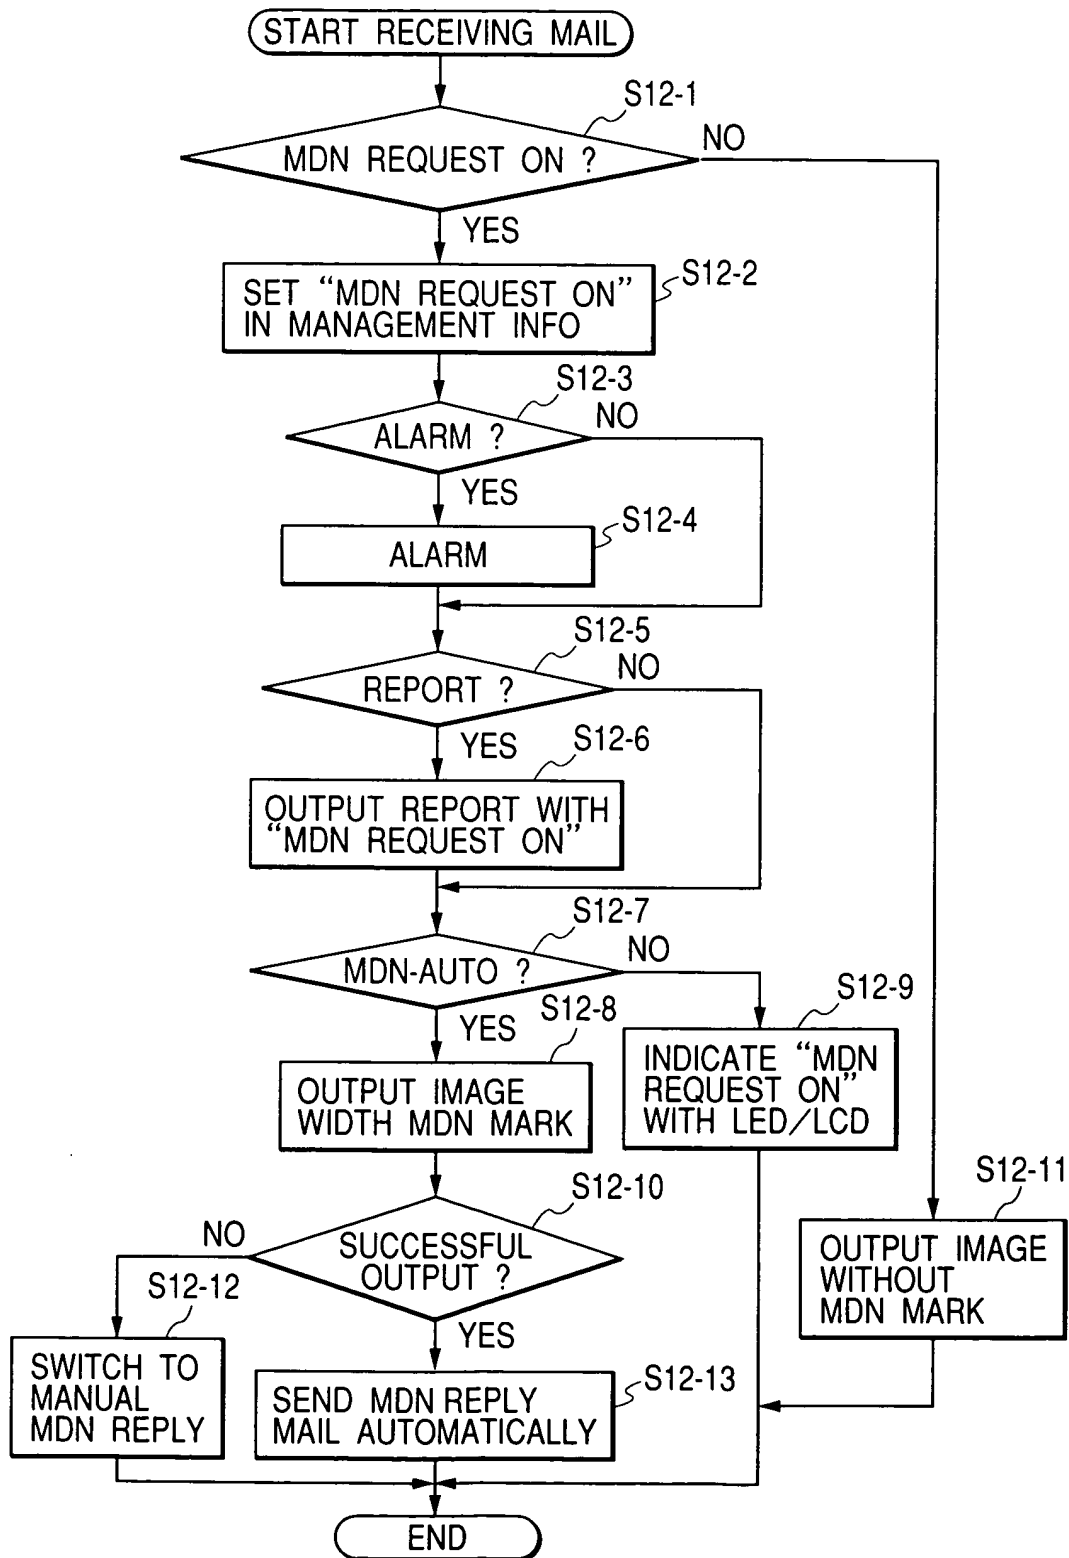 START RECEIVING MAIL
S12-1
MDN REQUEST ON ?
NO
YES
S12-2
SET “MDN REQUEST ON”
IN MANAGEMENT INFO
S12-3
ALARM ?
NO
YES
S12-4
ALARM
S12-5
REPORT ?
NO
YES
S12-6
OUTPUT REPORT WITH
“MDN REQUEST ON”
S12-7
MDN-AUTO ?
NO
YES
S12-8
OUTPUT IMAGE
WIDTH MDN MARK
S12-9
INDICATE “MDN
REQUEST ON”
WITH LED/LCD
S12-10
SUCCESSFUL
OUTPUT ?
NO
YES
S12-11
OUTPUT IMAGE
WITHOUT
MDN MARK
S12-12
SWITCH TO
MANUAL
MDN REPLY
S12-13
SEND MDN REPLY
MAIL AUTOMATICALLY
END